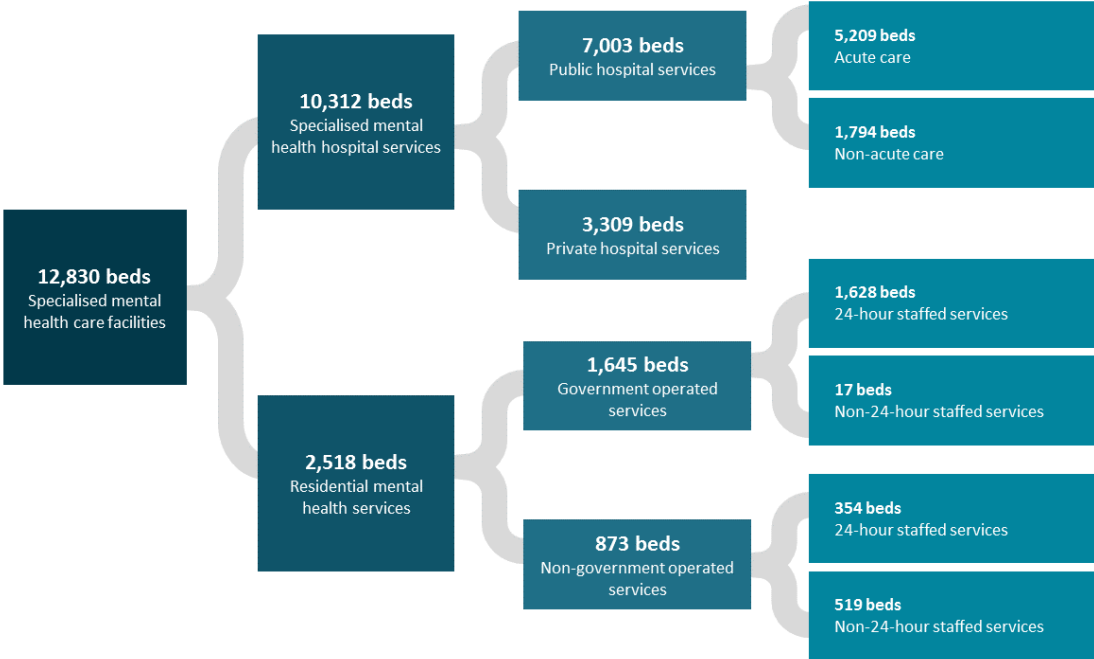 12,830 beds
Specialised mental
health care facilities
10,312 beds
Specialised mental
health hospital services
7,003 beds
Public hospital services
5,209 beds
Acute care
1,794 beds
Non-acute care
3,309 beds
Private hospital services
2,518 beds
Residential mental
health services
1,645 beds
Government operated
services
1,628 beds
24-hour staffed services
17 beds
Non-24-hour staffed services
873 beds
Non-government operated
services
354 beds
24-hour staffed services
519 beds
Non-24-hour staffed services